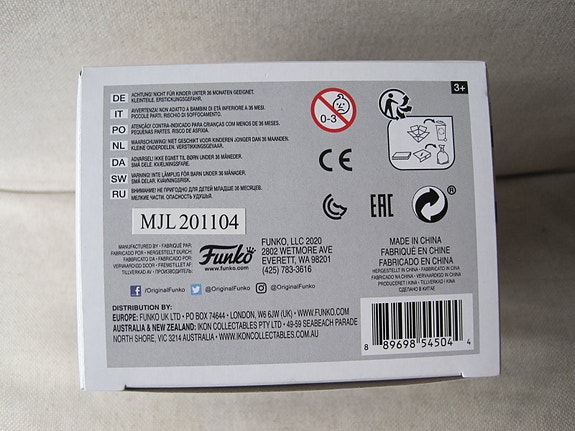 DE ACHTUNG! NICHT FÜR KINDER UNTER 36 MONATEN GEEIGNET.
KLEINTEILE. ERSTICKUNGSGEFAHR.
IT AVVERTENZA! NON ADATTO A BAMBINI DI ETÀ INFERIORE A 36 MESI.
PICCOLE PARTI. RISCHIO DI SOFFOCAMENTO.
PO ATENÇÃO! CONTRA-INDICADO PARA CRIANÇAS COM MENOS DE 36 MESES.
PEQUENAS PARTES. RISCO DE ASFIXIA.
NL WAARSCHUWING: NIET GESCHIKT VOOR KINDEREN JONGER DAN 36 MAANDEN.
KLEINE ONDERDELEN. VERSTIKKINGSGEVAAR.
DA ADVARSEL! IKKE EGNET TIL BØRN UNDER 36 MÅNEDER.
SMÅ DELE. KVÆLNINGSFARE.
SW VARNING! INTE LÄMPLIG FÖR BARN UNDER 36 MÅNADER.
SMÅ DELAR. KVÄVNINGSRISK.
RU ВНИМАНИЕ! НЕ ПРИГОДНО ДЛЯ ДЕТЕЙ МЛАДШЕ 36 МЕСЯЦЕВ.
МЕЛКИЕ ЧАСТИ. ОПАСНОСТЬ УДУШЬЯ.
0-3
3+
CE
EAC
®
MJL 201104
MANUFACTURED BY • FABRIQUÉ PAR:
FABRICADO POR • HERGESTELLT DURCH:
FABBRICATO DA • FABRICADO POR:
VERVAARDIGD DOOR • FREMSTILLET AF:
TILLVERKAD AV • ПРОИЗВОДИТЕЛЬ:
Funko
www.funko.com
FUNKO, LLC 2020
2802 WETMORE AVE
EVERETT, WA 98201
(425) 783-3616
MADE IN CHINA
FABRIQUÉ EN CHINE
FABRICADO EN CHINA
HERGESTELLT IN CHINA • FABBRICATO IN CINA
FABRICADO NA CHINA • VERVAARDIGD IN CHINA
PRODUCERET I KINA • TILLVERKAD I KINA
СДЕЛАНО В КИТАЕ
/OriginalFunko @OriginalFunko @OriginalFunko
DISTRIBUTION BY:
EUROPE: FUNKO UK LTD • PO BOX 74644 • LONDON, W6 6JW (UK) • WWW.FUNKO.COM
AUSTRALIA & NEW ZEALAND: IKON COLLECTABLES PTY LTD • 49-59 SEABEACH PARADE
NORTH SHORE, VIC 3214 AUSTRALIA • WWW.IKONCOLLECTABLES.COM.AU
8 89698 54504 4